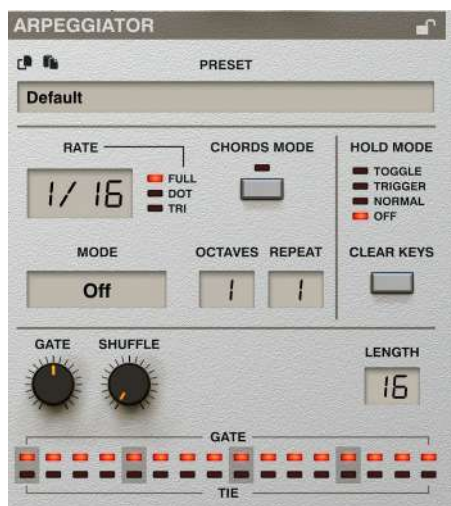 ARPEGGIATOR
PRESET
Default
RATE
CHORDS MODE
HOLD MODE
1/16
FULL
DOT
TRI
TOGGLE
TRIGGER
NORMAL
OFF
MODE
OCTAVES
REPEAT
CLEAR KEYS
Off
1
1
GATE
SHUFFLE
LENGTH
16
GATE
TIE